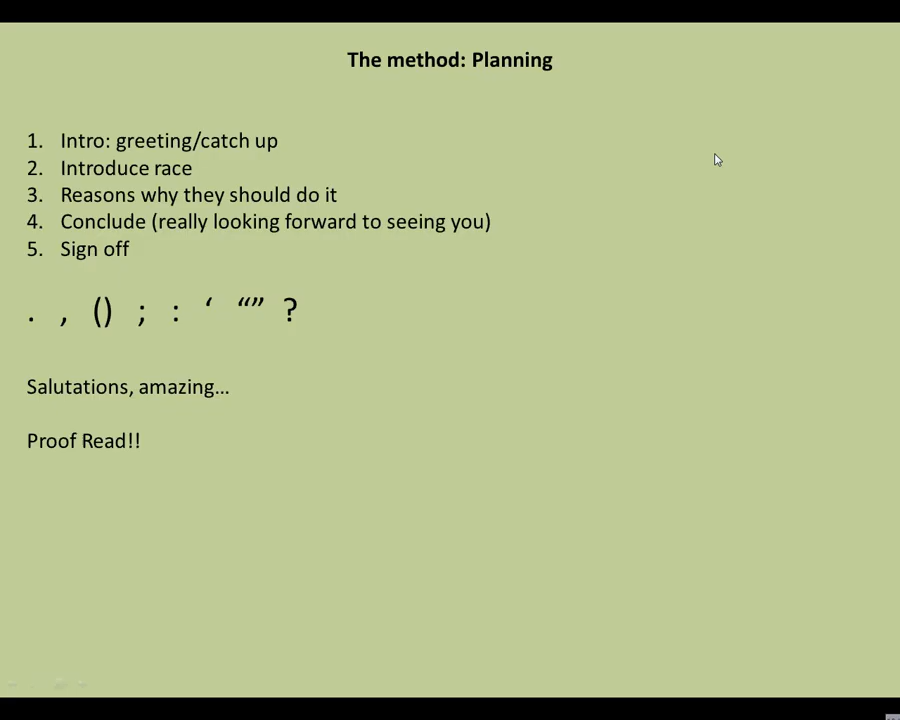 The method: Planning
1. Intro: greeting/catch up
2. Introduce race
3. Reasons why they should do it
4. Conclude (really looking forward to seeing you)
5. Sign off
. , () ; : ‘ “” ?
Salutations, amazing…
Proof Read!!